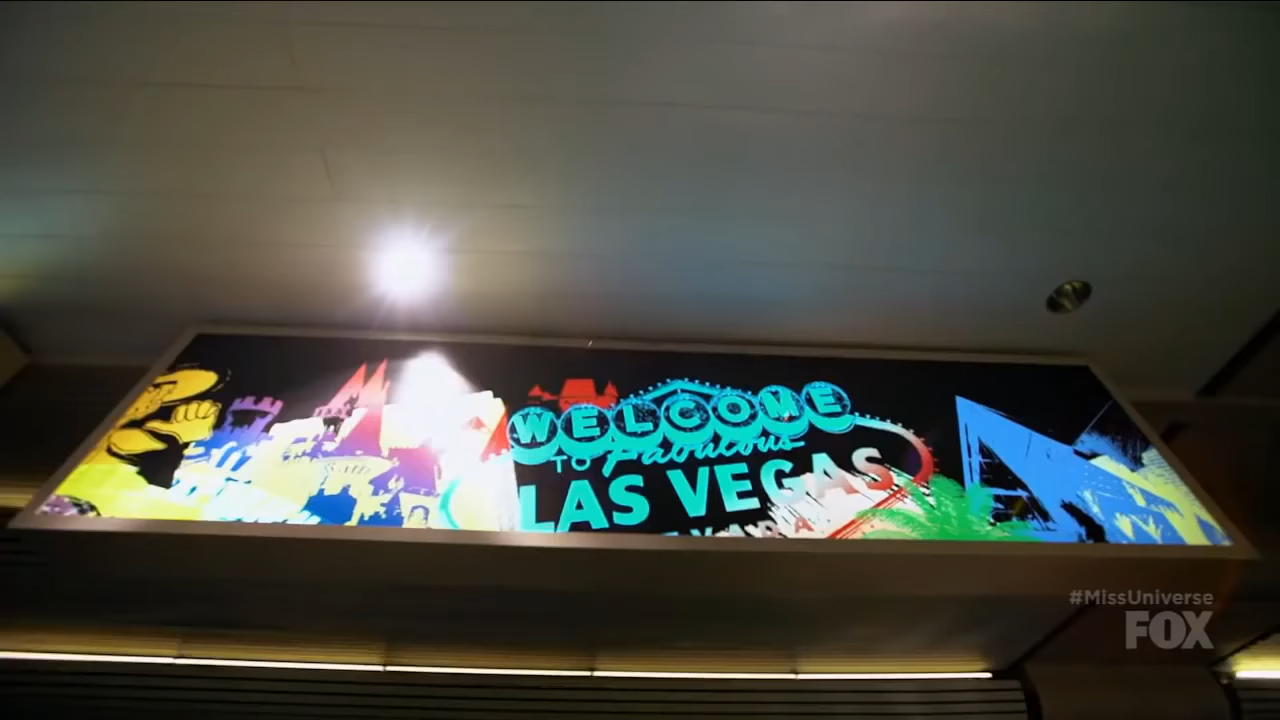 WELCOME
TO Fabulous
LAS VEGAS
#MissUniverse
FOX